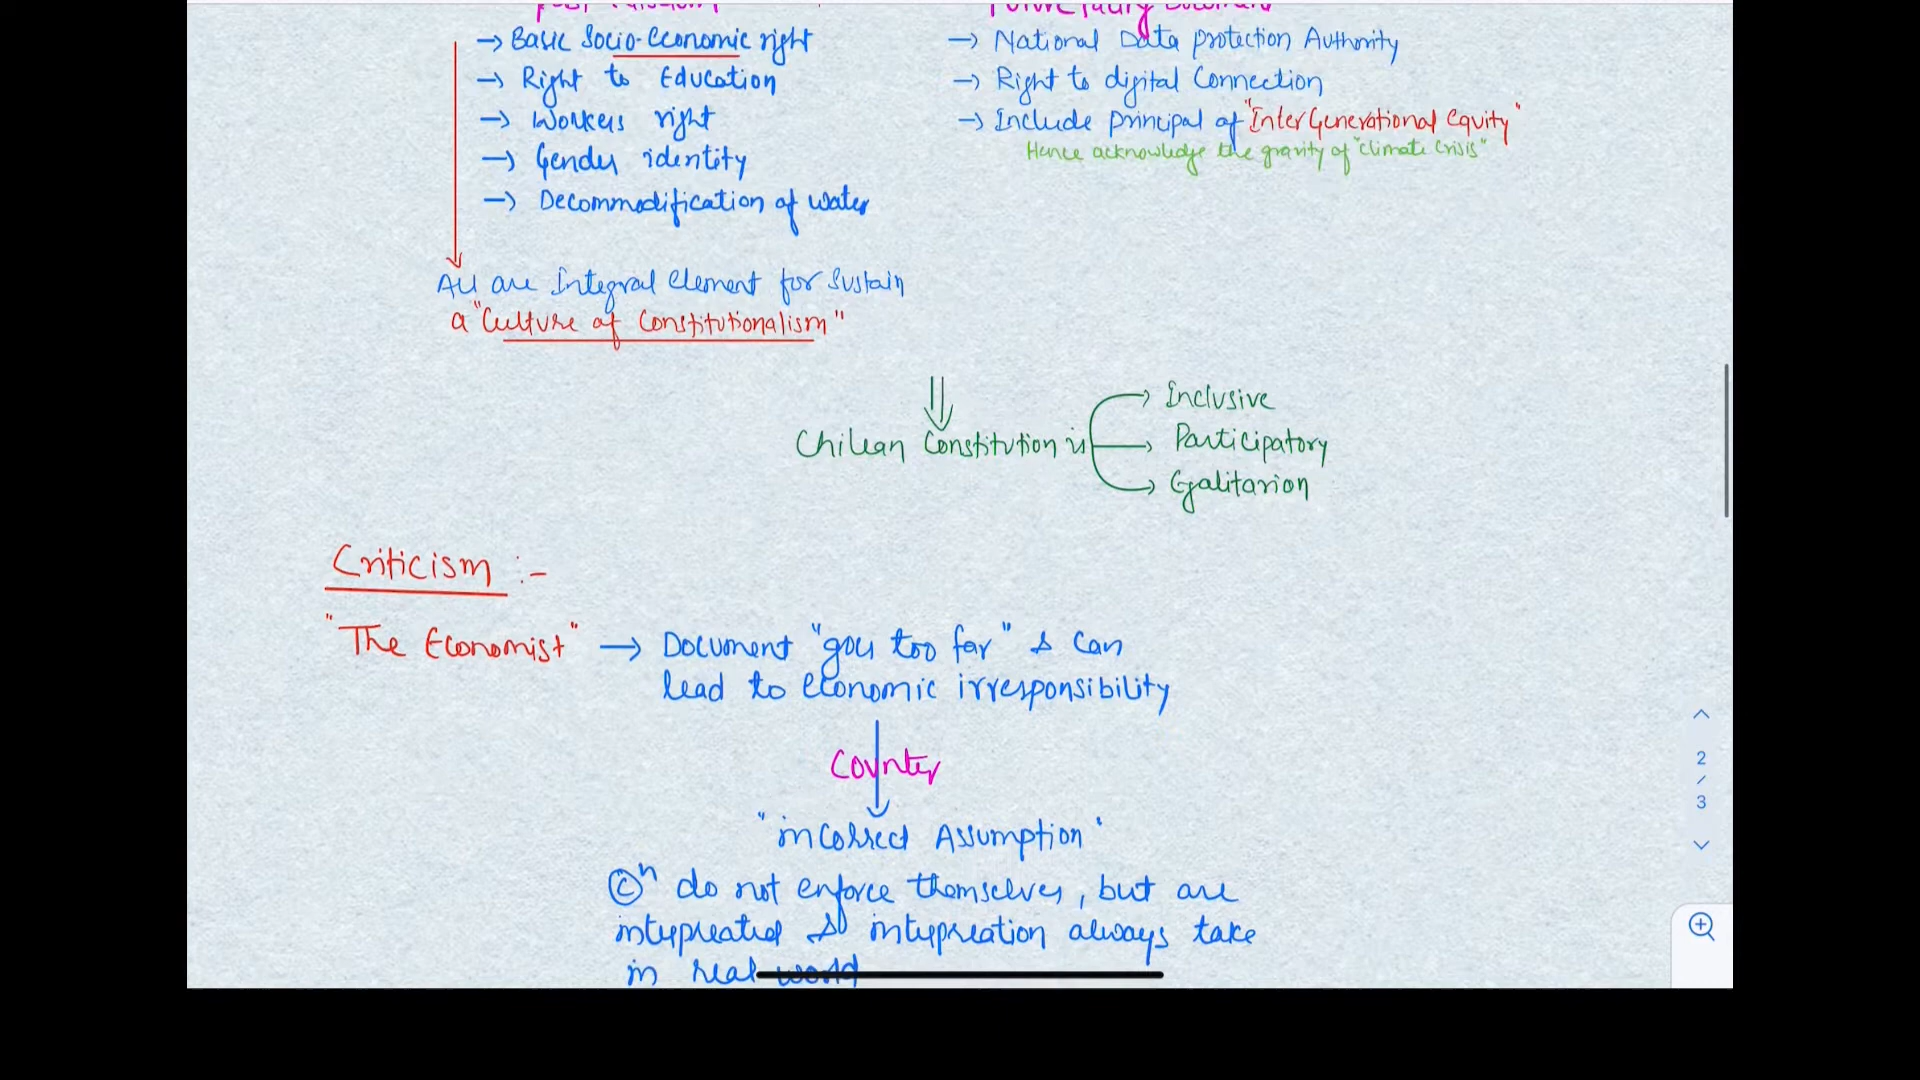 → Basic Socio-Economic right
→ Right to Education
→ Workers right
→ Gender identity
→ Decommodification of water
→ National Data protection Authority
→ Right to digital Connection
→ Include principal of "Inter Generational Equity"
Hence acknowledge the gravity of "climate Crisis"
All are Integral Element for Sustain
a "Culture of Constitutionalism"
Chilean Constitution is
→ Inclusive
→ Participatory
→ Egalitarion
Criticism :-
"The Economist" → Document "goes too far" & Can
lead to economic irresponsibility
Counter
"incorrect Assumption"
©n do not enforce themselves, but are
& always take
in real world
2
/
3